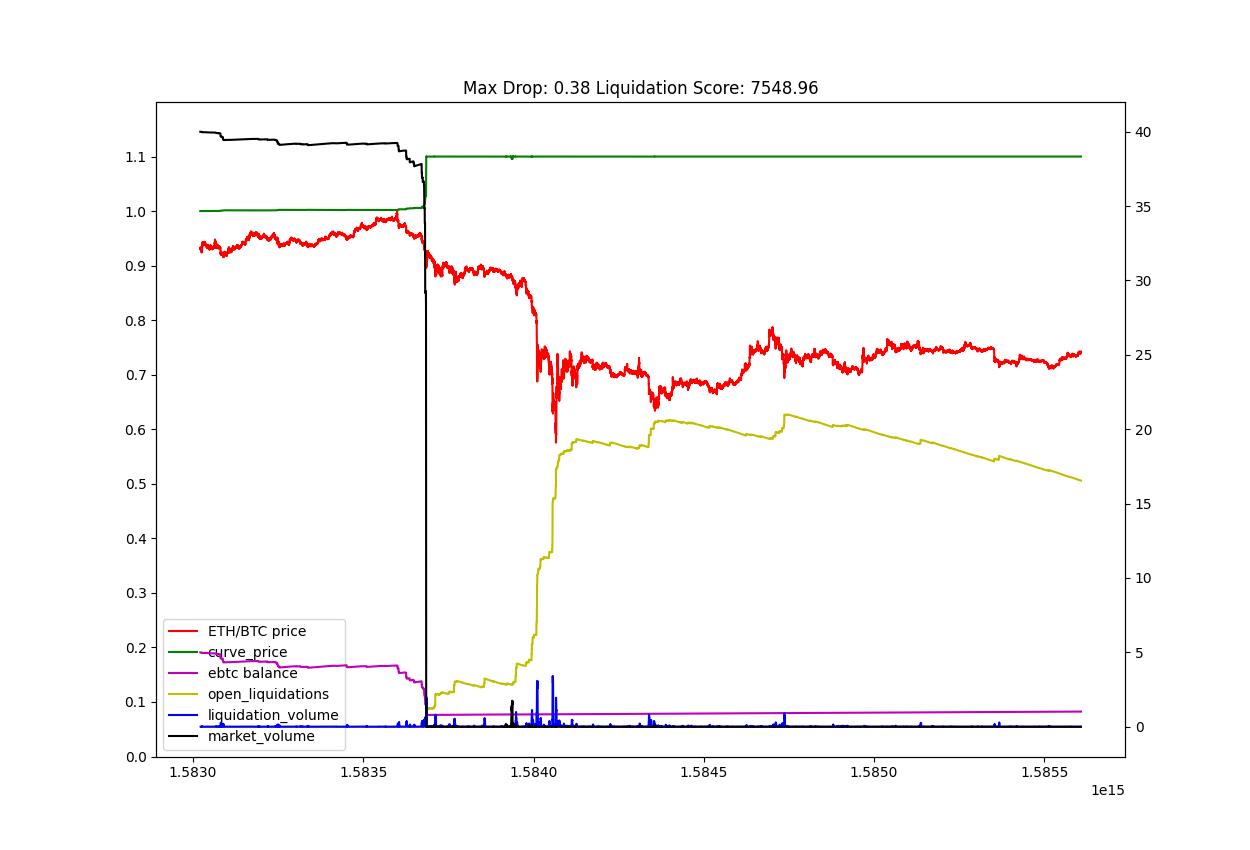 Max Drop: 0.38 Liquidation Score: 7548.96
1.1
1.0
0.9
0.8
0.7
0.6
0.5
0.4
0.3
0.2
0.1
0.0
40
35
30
25
20
15
10
5
0
ETH/BTC price
curve_price
ebtc balance
open_liquidations
liquidation_volume
market_volume
1.5830 1.5835 1.5840 1.5845 1.5850 1.5855
1e15